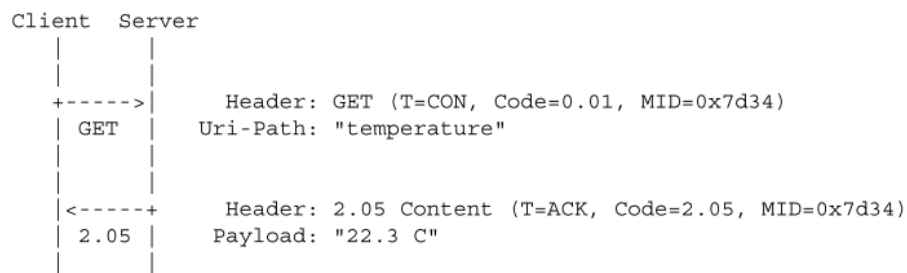 Client Server
+----->| Header: GET (T=CON, Code=0.01, MID=0x7d34)
| GET | Uri-Path: "temperature"
|<-----+ Header: 2.05 Content (T=ACK, Code=2.05, MID=0x7d34)
| 2.05 | Payload: "22.3 C"